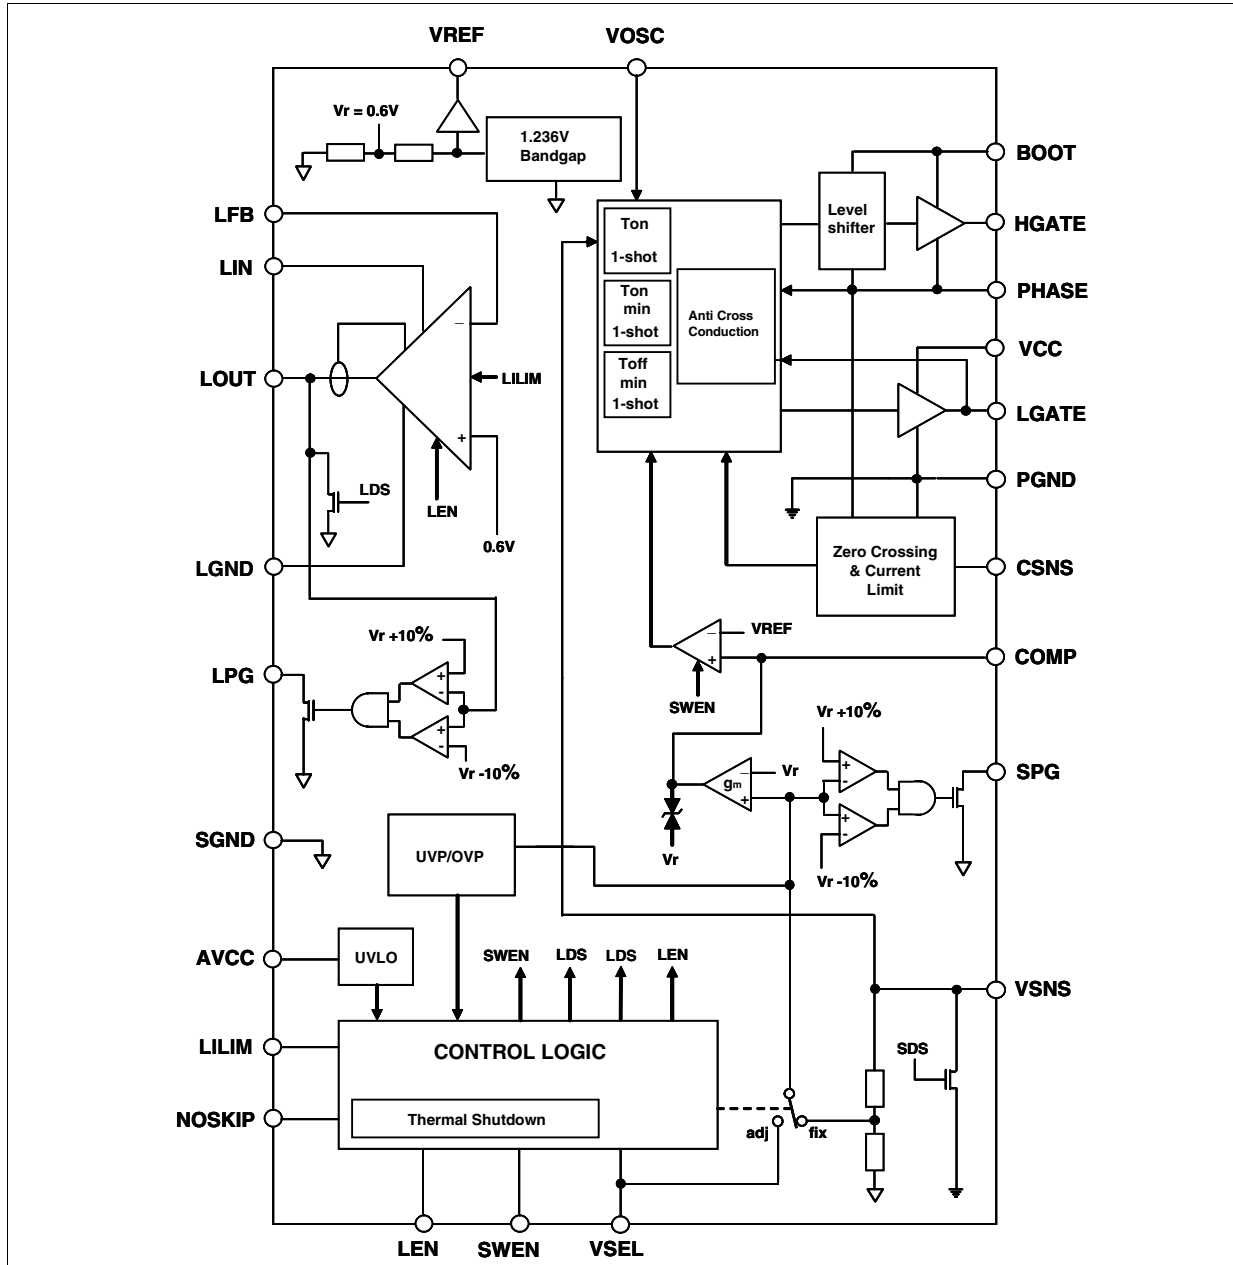 VREF
VOSC
Vr = 0.6V
1.236V
Bandgap
BOOT
LFB
Ton
1-shot
Level
shifter
HGATE
LIN
Ton
min
1-shot
Anti Cross
Conduction
PHASE
VCC
Toff
min
1-shot
LOUT
LILIM
LGATE
+
LDS
LEN
PGND
0.6V
LGND
Zero Crossing
& Current
Limit
CSNS
Vr +10%
VREF
+
COMP
LPG
+
-
SWEN
+
-
Vr -10%
Vr +10%
gm
Vr
+
+
-
SPG
+
-
Vr
Vr -10%
SGND
UVP/OVP
AVCC
UVLO
SWEN
LDS
LDS
LEN
VSNS
LILIM
CONTROL LOGIC
SDS
NOSKIP
Thermal Shutdown
adj
fix
LEN
SWEN
VSEL